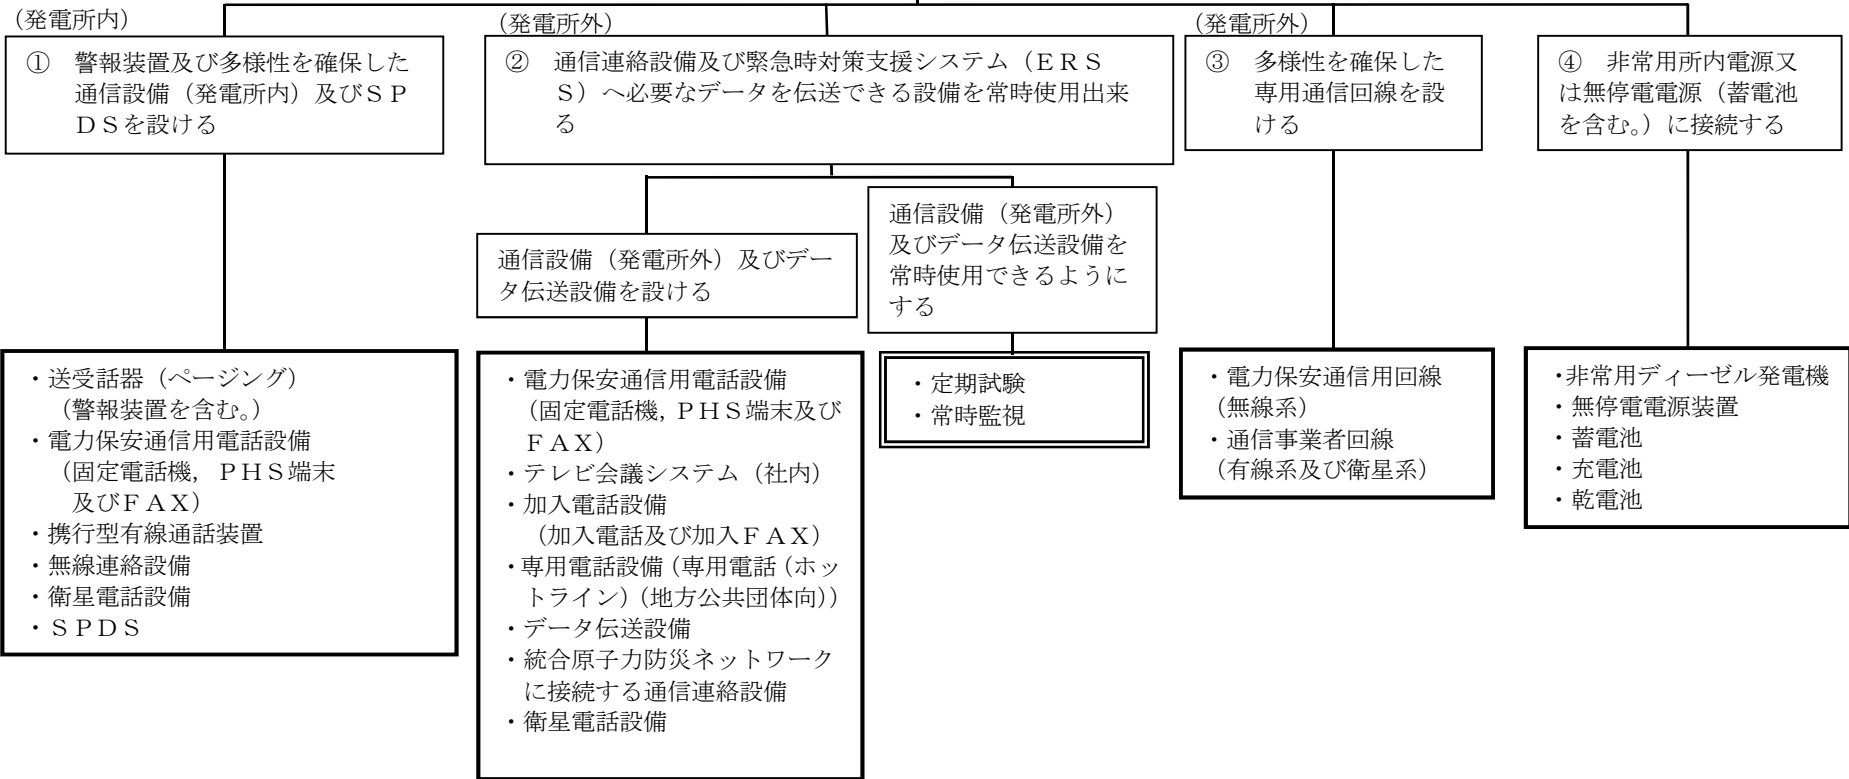 (発電所内)
① 警報装置及び多様性を確保した
通信設備（発電所内）及びＳＰ
ＤＳを設ける
・送受話器（ページング）
（警報装置を含む。）
・電力保安通信用電話設備
（固定電話機，ＰＨＳ端末
及びＦＡＸ）
・携行型有線通話装置
・無線連絡設備
・衛星電話設備
・ＳＰＤＳ
(発電所外)
② 通信連絡設備及び緊急時対策支援システム（ＥＲＳ
Ｓ）へ必要なデータを伝送できる設備を常時使用出来
る
通信設備（発電所外）及びデー
タ伝送設備を設ける
・電力保安通信用電話設備
（固定電話機，ＰＨＳ端末及び
ＦＡＸ）
・テレビ会議システム（社内）
・加入電話設備
（加入電話及び加入ＦＡＸ）
・専用電話設備（専用電話（ホッ
トライン）（地方公共団体向））
・データ伝送設備
・統合原子力防災ネットワーク
に接続する通信連絡設備
・衛星電話設備
通信設備（発電所外）
及びデータ伝送設備を
常時使用できるように
する
・定期試験
・常時監視
(発電所外)
③ 多様性を確保した
専用通信回線を設
ける
・電力保安通信用回線
（無線系）
・通信事業者回線
（有線系及び衛星系）
④ 非常用所内電源又
は無停電電源（蓄電池
を含む。）に接続する
・非常用ディーゼル発電機
・無停電電源装置
・蓄電池
・充電池
・乾電池